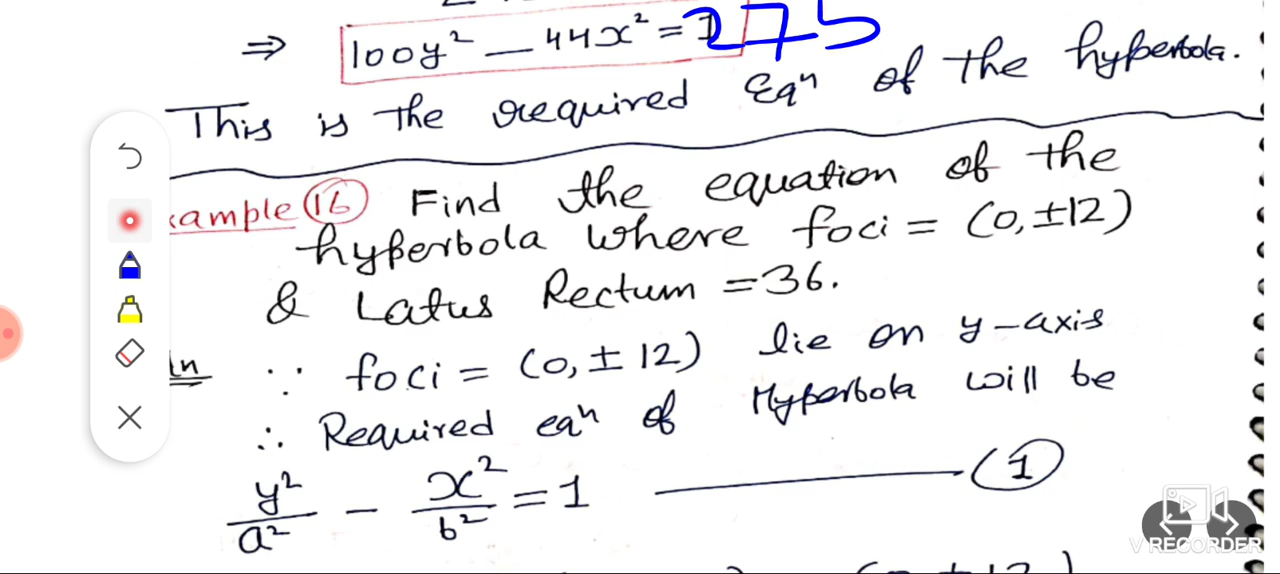 ⇒ 100y² — 44x² = 275
This is the required Eqⁿ of the hyperbola.
xample 16 Find the equation of the
hyperbola where foci = (0, ±12)
& Latus Rectum = 36.
ln ∵ foci = (0, ± 12) lie on y-axis
∴ Required eqⁿ of Hyperbola will be
y²/a² - x²/b² = 1 ——— (1)
V RECORDER